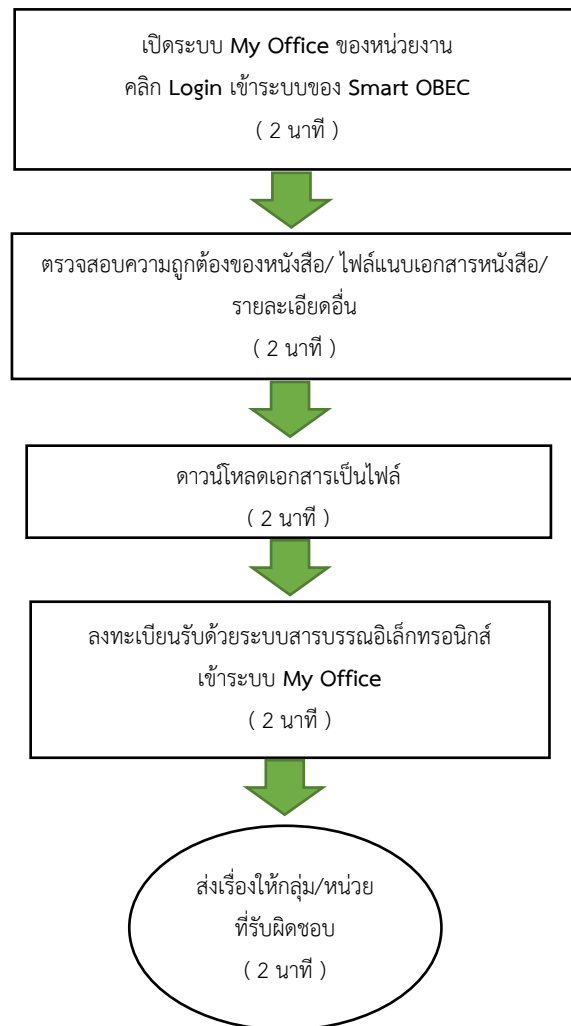 เปิดระบบ My Office ของหน่วยงาน
คลิก Login เข้าระบบของ Smart OBEC
( 2 นาที )
ตรวจสอบความถูกต้องของหนังสือ/ ไฟล์แนบเอกสารหนังสือ/
รายละเอียดอื่น
( 2 นาที )
ดาวน์โหลดเอกสารเป็นไฟล์
( 2 นาที )
ลงทะเบียนรับด้วยระบบสารบรรณอิเล็กทรอนิกส์
เข้าระบบ My Office
( 2 นาที )
ส่งเรื่องให้กลุ่ม/หน่วย
ที่รับผิดชอบ
( 2 นาที )